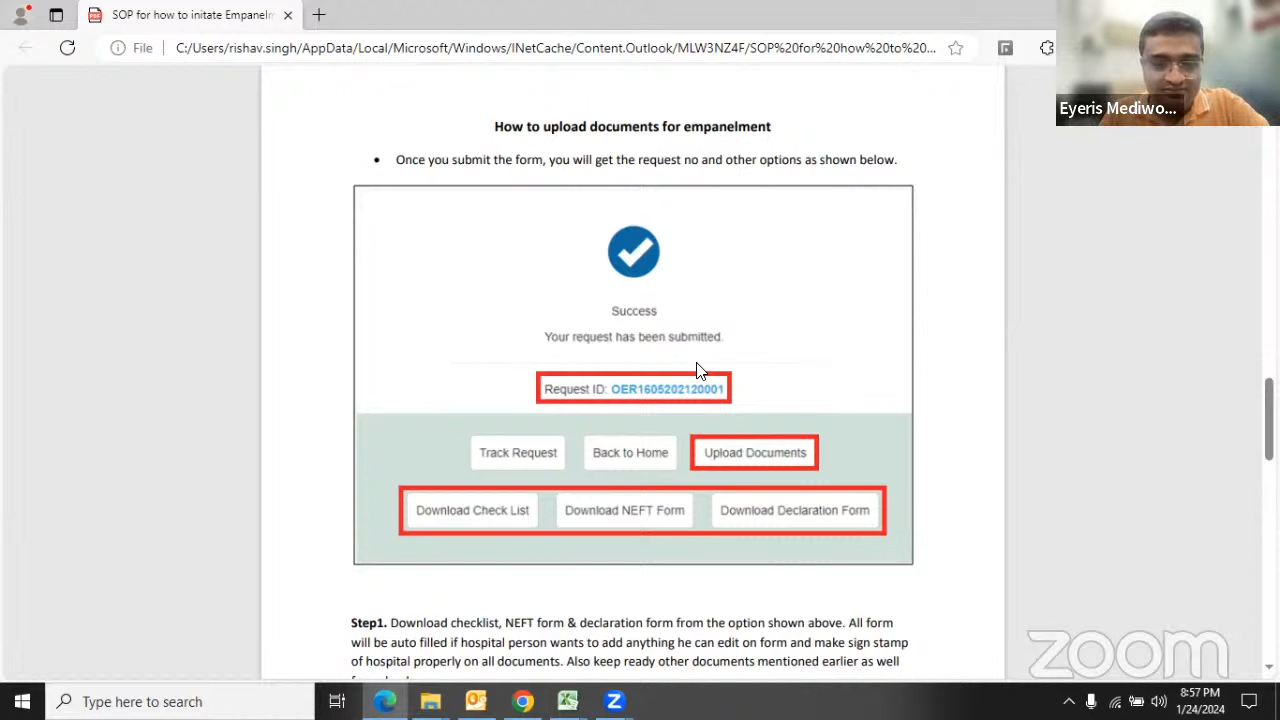 SOP for how to initate Empaneln
File
C:/Users/rishav.singh/AppData/Local/Microsoft/Windows/INetCache/Content.Outlook/MLW3NZ4F/SOP%20for%20how%20to%20...
Eyeris Mediwo...
How to upload documents for empanelment
• Once you submit the form, you will get the request no and other options as shown below.
Success
Your request has been submitted.
Request ID: OER1605202120001
Track Request Back to Home Upload Documents
Download Check List Download NEFT Form Download Declaration Form
Step1. Download checklist, NEFT form & declaration form from the option shown above. All form
will be auto filled if hospital person wants to add anything he can edit on form and make sign stamp
of hospital properly on all documents. Also keep ready other documents mentioned earlier as well
zoom
Type here to search
8:57 PM
1/24/2024